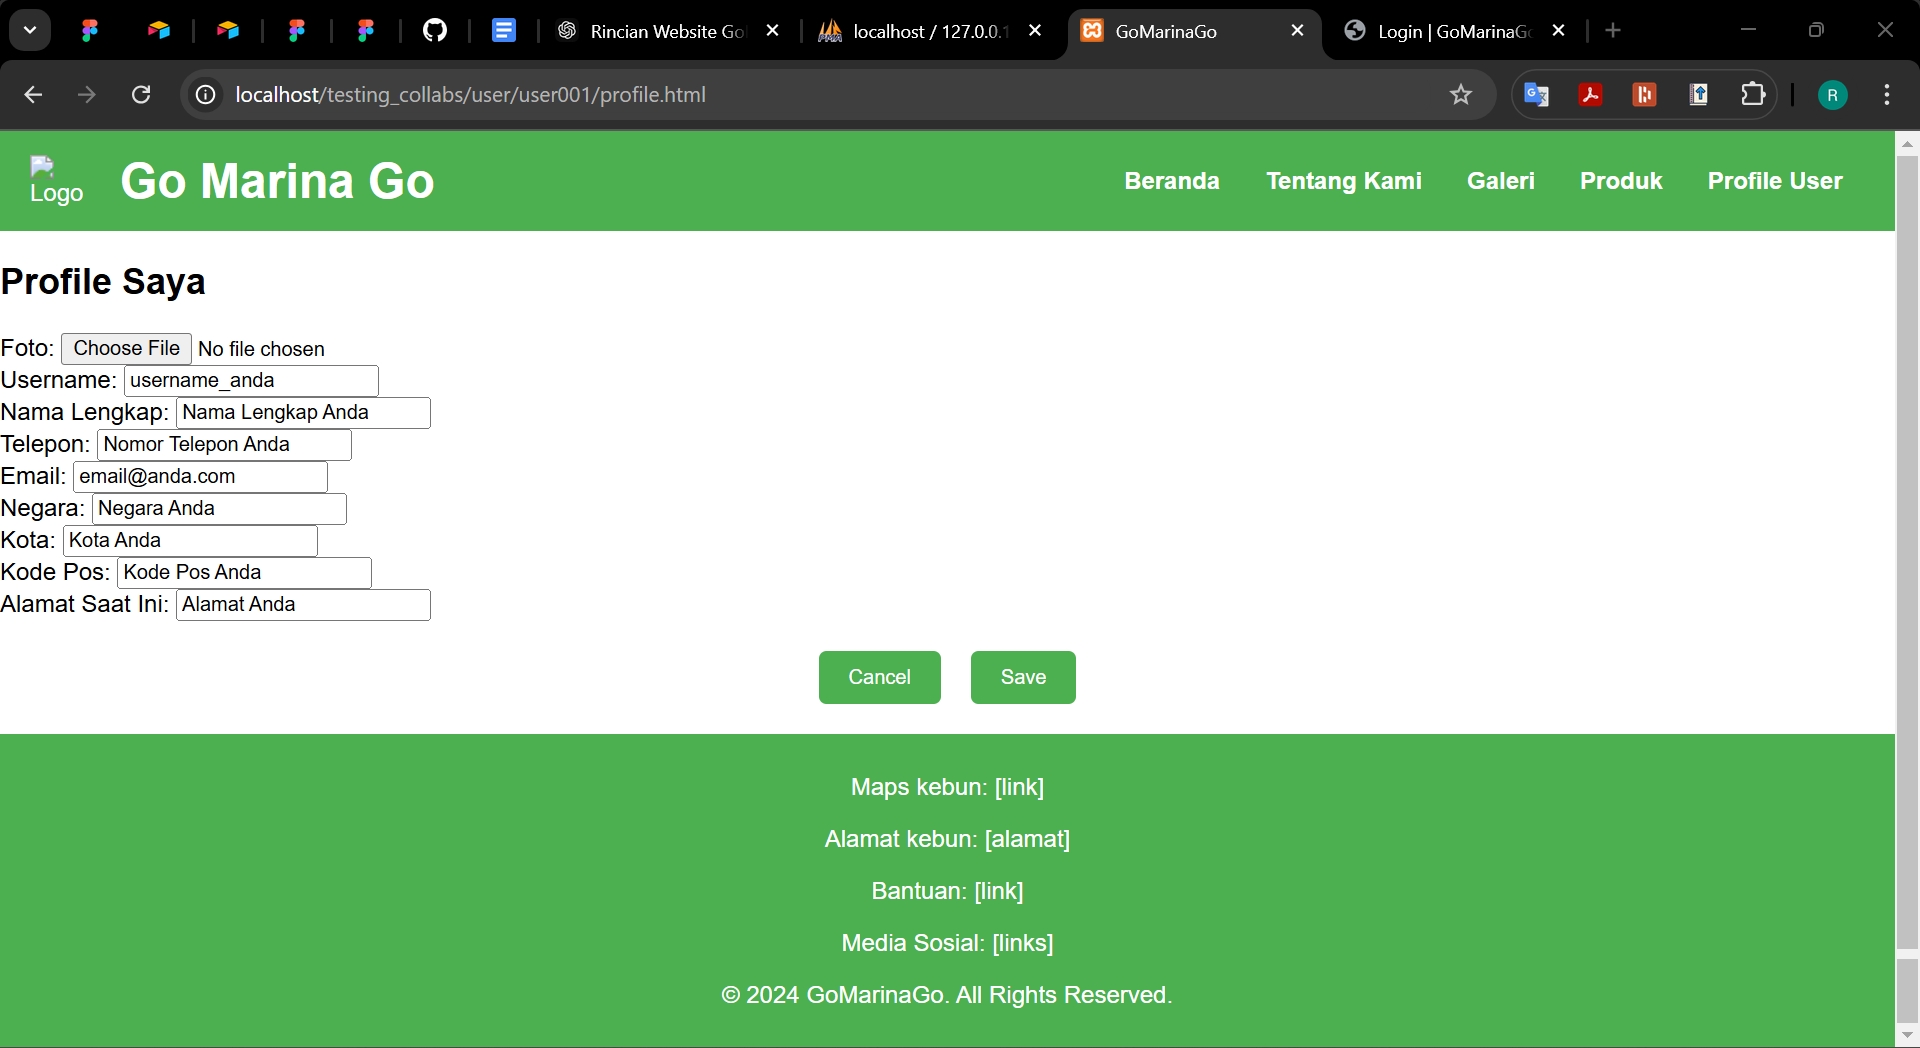 Rincian Website Go
localhost / 127.0.0.1
GoMarinaGo
Login | GoMarinaG
localhost/testing_collabs/user/user001/profile.html
R
Logo
Go Marina Go
Beranda
Tentang Kami
Galeri
Produk
Profile User
Profile Saya
Foto: Choose File No file chosen
Username: username_anda
Nama Lengkap: Nama Lengkap Anda
Telepon: Nomor Telepon Anda
Email: email@anda.com
Negara: Negara Anda
Kota: Kota Anda
Kode Pos: Kode Pos Anda
Alamat Saat Ini: Alamat Anda
Cancel
Save
Maps kebun: [link]
Alamat kebun: [alamat]
Bantuan: [link]
Media Sosial: [links]
© 2024 GoMarinaGo. All Rights Reserved.